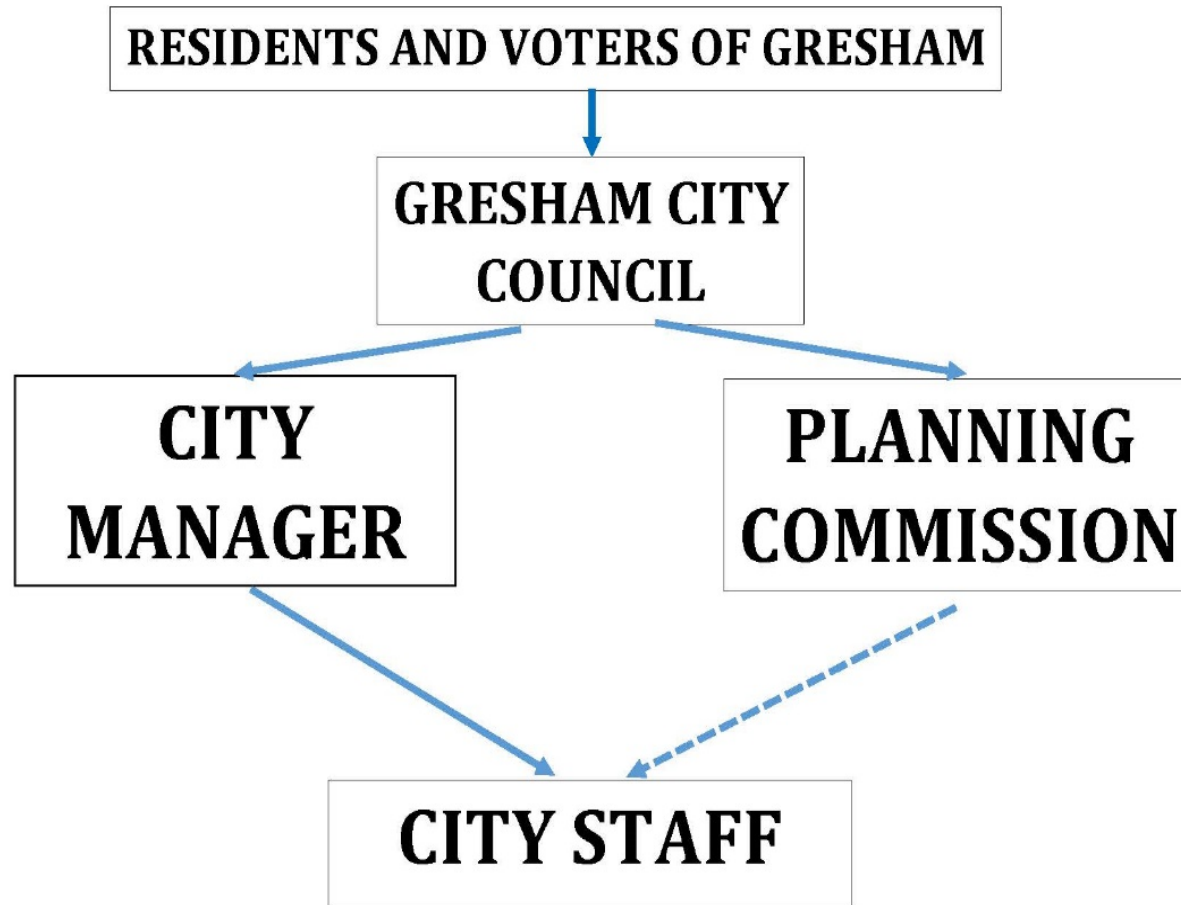 RESIDENTS AND VOTERS OF GRESHAM
GRESHAM CITY
COUNCIL
CITY
MANAGER
PLANNING
COMMISSION
CITY STAFF